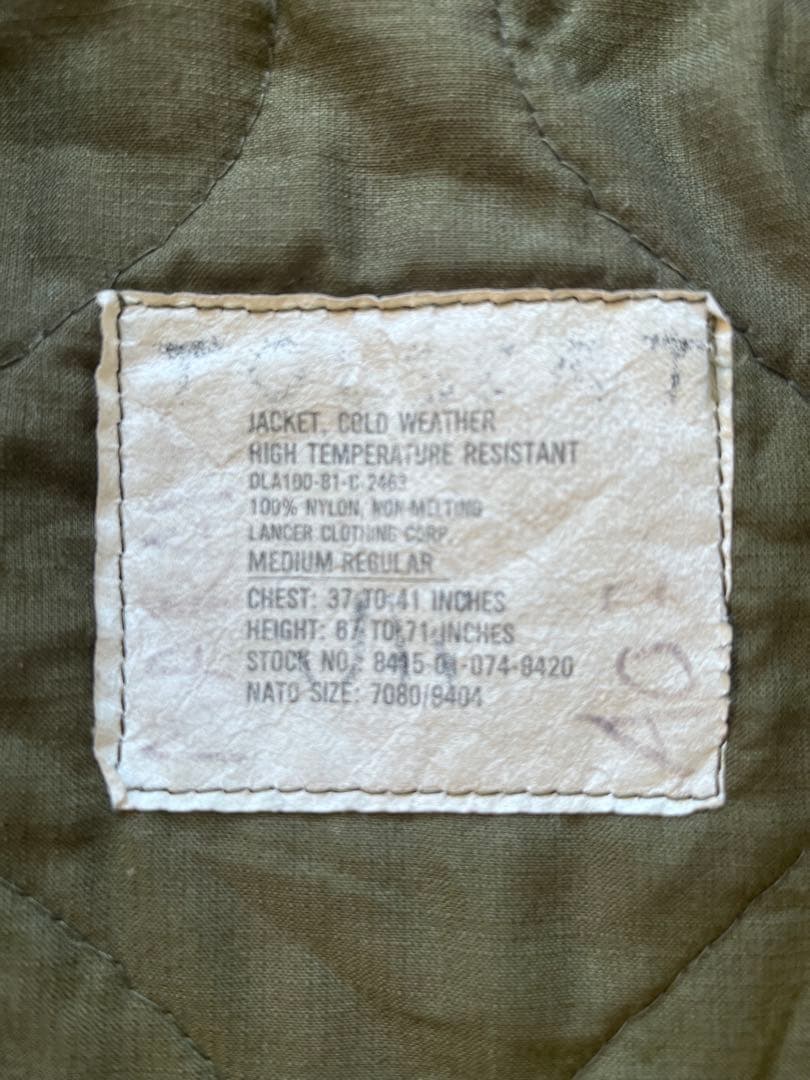 JACKET, COLD WEATHER
HIGH TEMPERATURE RESISTANT
DLA100-81-C-2463
100% NYLON, NON-MELTING
LANCER CLOTHING CORP.
MEDIUM REGULAR
CHEST: 37 TO 41 INCHES
HEIGHT: 67 TO 71 INCHES
STOCK NO.: 8415-01-074-9420
NATO SIZE: 7080/9404